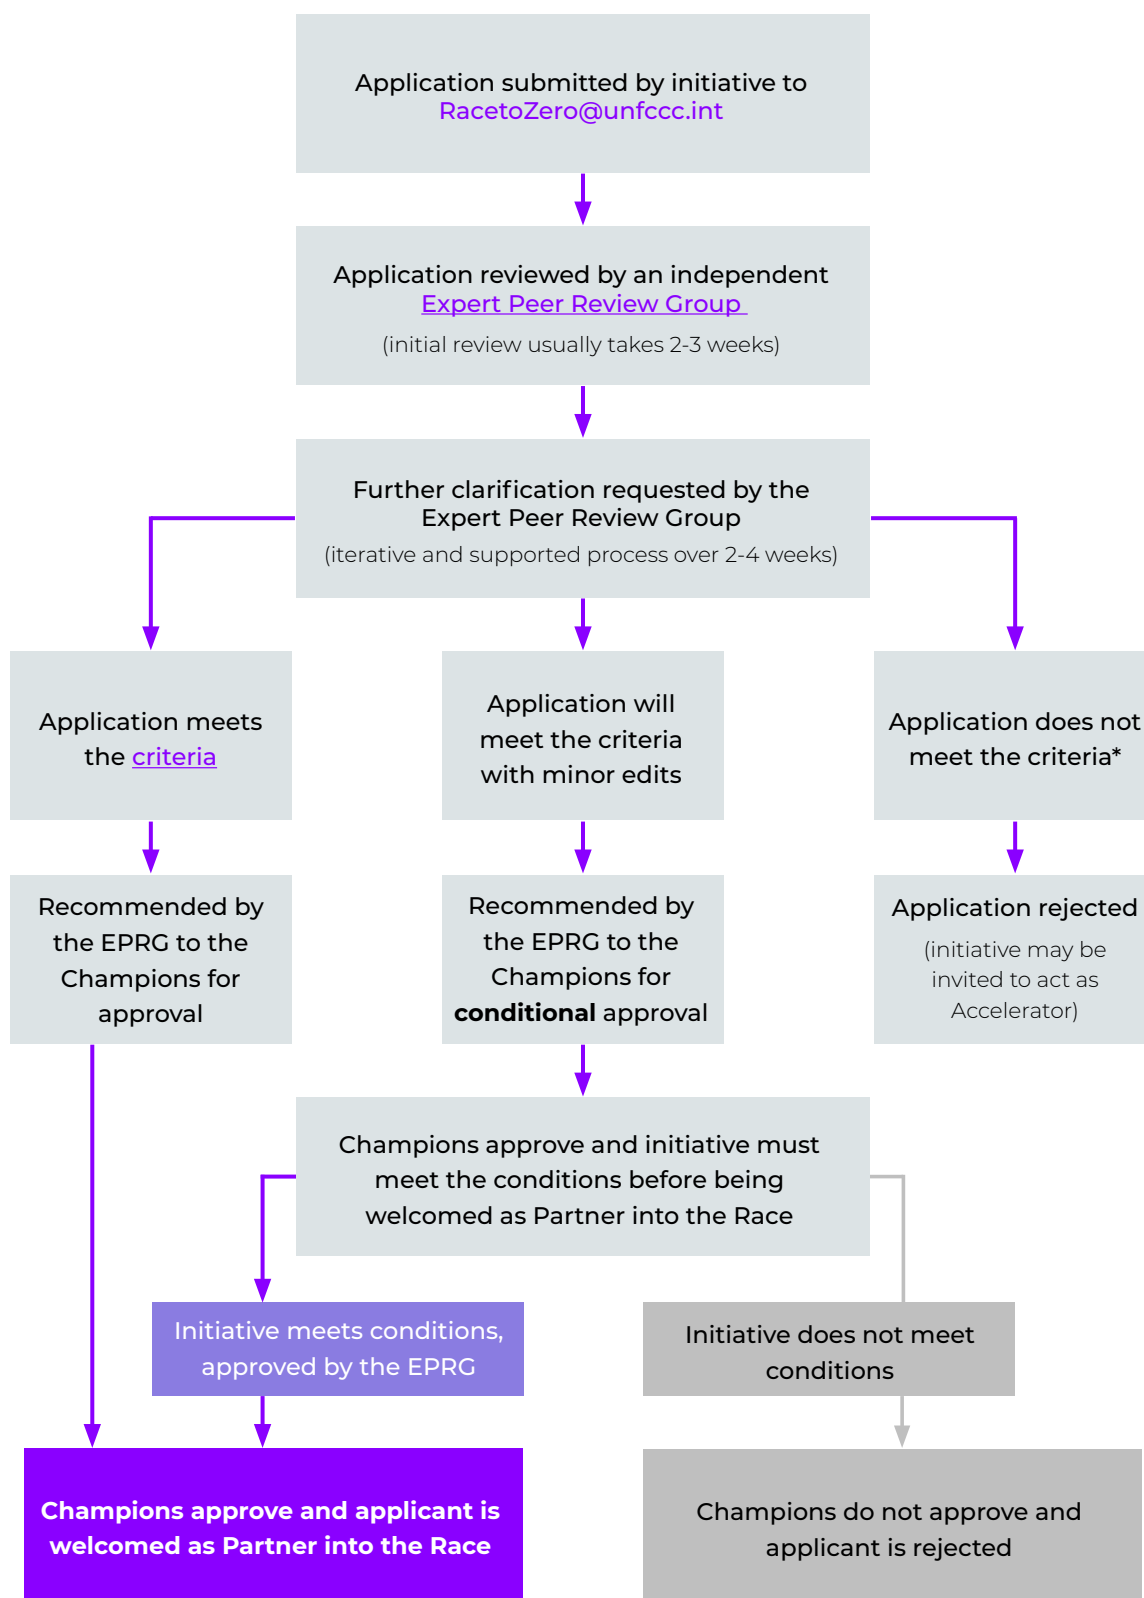 Application submitted by initiative to
RacetoZero@unfccc.int
Application reviewed by an independent
Expert Peer Review Group
(initial review usually takes 2-3 weeks)
Further clarification requested by the
Expert Peer Review Group
(iterative and supported process over 2-4 weeks)
Application meets
the criteria
Application will
meet the criteria
with minor edits
Application does not
meet the criteria*
Recommended by
the EPRG to the
Champions for
approval
Recommended by
the EPRG to the
Champions for
conditional approval
Application rejected
(initiative may be
invited to act as
Accelerator)
Champions approve and initiative must
meet the conditions before being
welcomed as Partner into the Race
Initiative meets conditions,
approved by the EPRG
Initiative does not meet
conditions
Champions approve and applicant is
welcomed as Partner into the Race
Champions do not approve and
applicant is rejected